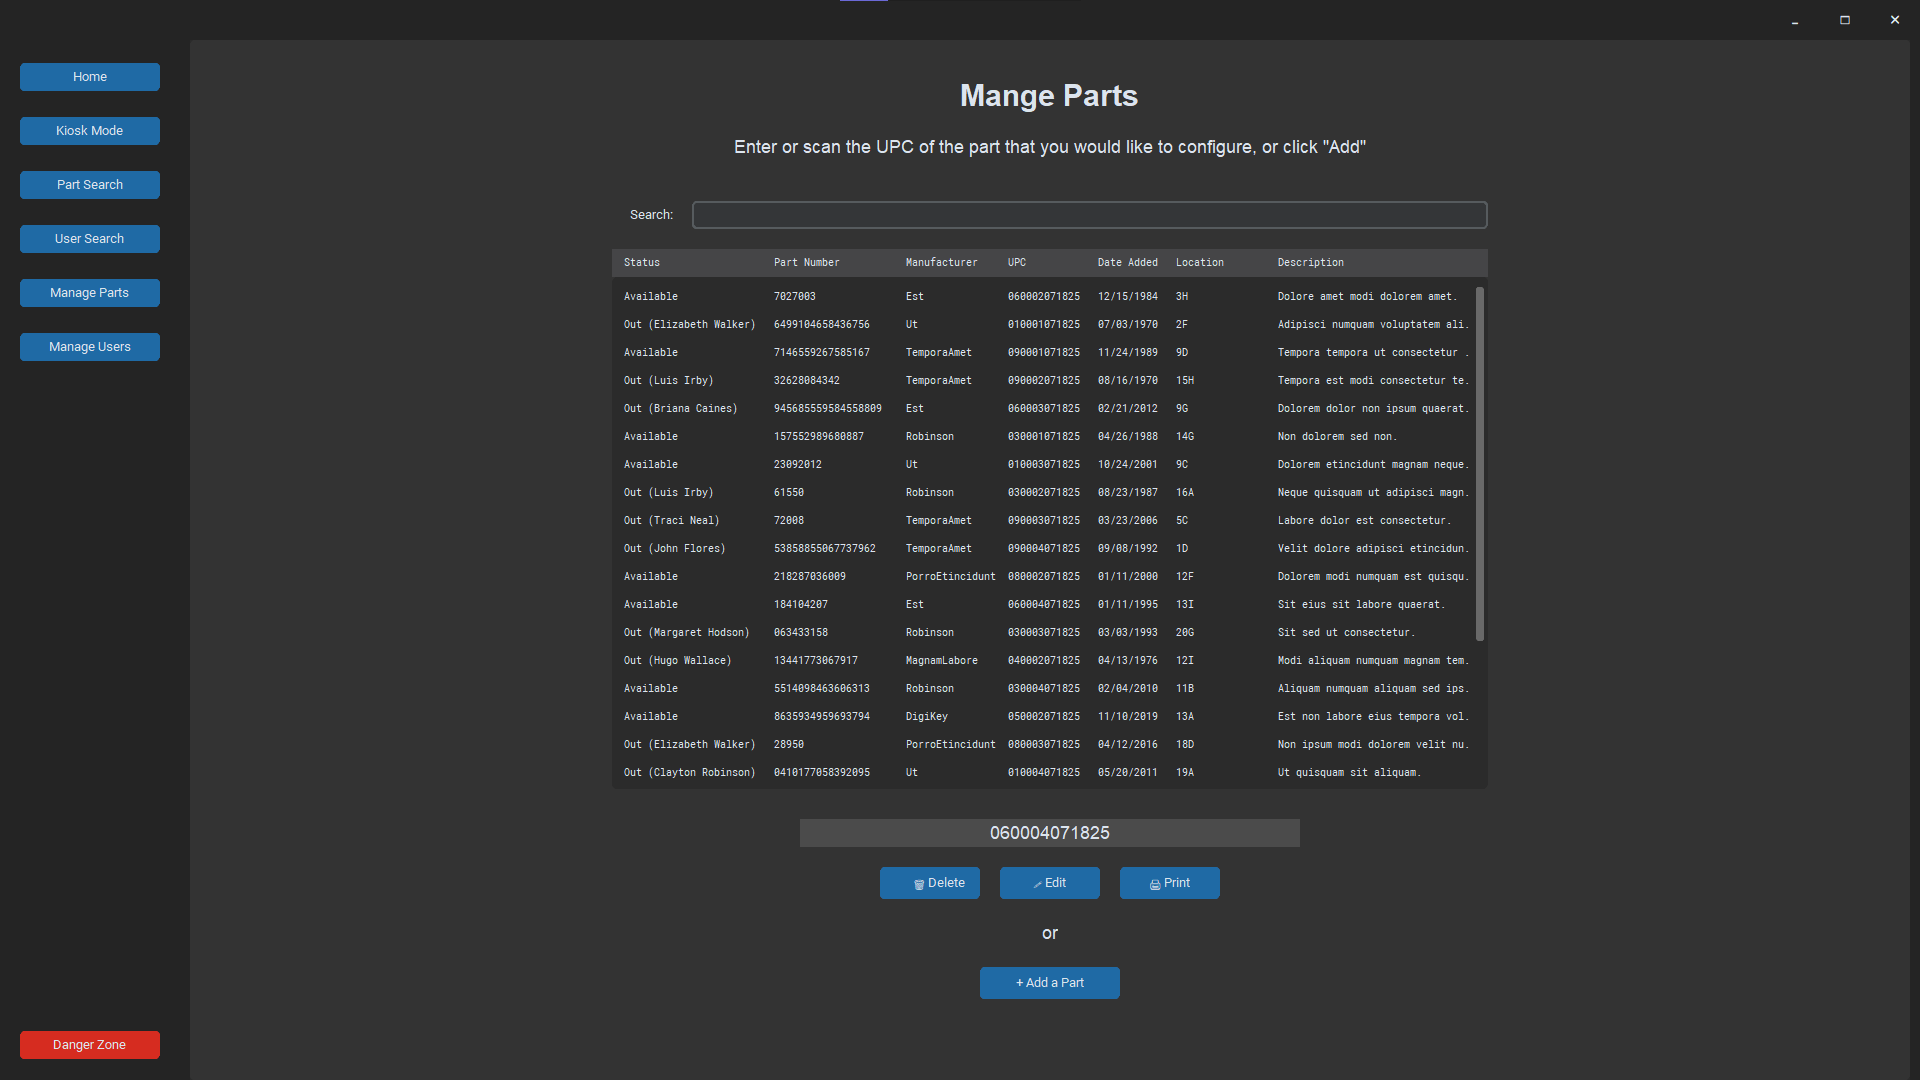 Home
Kiosk Mode
Part Search
User Search
Manage Parts
Manage Users
Danger Zone
Mange Parts
Enter or scan the UPC of the part that you would like to configure, or click "Add"
Search:
Status Part Number Manufacturer UPC Date Added Location Description
Available 7027003 Est 060002071825 12/15/1984 3H Dolore amet modi dolorem amet.
Out (Elizabeth Walker) 6499104658436756 Ut 010001071825 07/03/1970 2F Adipisci numquam voluptatem ali.
Available 7146559267585167 TemporaAmet 090001071825 11/24/1989 9D Tempora tempora ut consectetur .
Out (Luis Irby) 32628084342 TemporaAmet 090002071825 08/16/1970 15H Tempora est modi consectetur te.
Out (Briana Caines) 945685559584558809 Est 060003071825 02/21/2012 9G Dolorem dolor non ipsum quaerat.
Available 157552989680887 Robinson 030001071825 04/26/1988 14G Non dolorem sed non.
Available 23092012 Ut 010003071825 10/24/2001 9C Dolorem etincidunt magnam neque.
Out (Luis Irby) 61550 Robinson 030002071825 08/23/1987 16A Neque quisquam ut adipisci magn.
Out (Traci Neal) 72008 TemporaAmet 090003071825 03/23/2006 5C Labore dolor est consectetur.
Out (John Flores) 53858855067737962 TemporaAmet 090004071825 09/08/1992 1D Velit dolore adipisci etincidun.
Available 218287036009 PorroEtincidunt 080002071825 01/11/2000 12F Dolorem modi numquam est quisqu.
Available 184104207 Est 060004071825 01/11/1995 13I Sit eius sit labore quaerat.
Out (Margaret Hodson) 063433158 Robinson 030003071825 03/03/1993 20G Sit sed ut consectetur.
Out (Hugo Wallace) 13441773067917 MagnamLabore 040002071825 04/13/1976 12I Modi aliquam numquam magnam tem.
Available 5514098463606313 Robinson 030004071825 02/04/2010 11B Aliquam numquam aliquam sed ips.
Available 8635934959693794 DigiKey 050002071825 11/10/2019 13A Est non labore eius tempora vol.
Out (Elizabeth Walker) 28950 PorroEtincidunt 080003071825 04/12/2016 18D Non ipsum modi dolorem velit nu.
Out (Clayton Robinson) 0410177058392095 Ut 010004071825 05/20/2011 19A Ut quisquam sit aliquam.
060004071825
Delete Edit Print
or
+ Add a Part